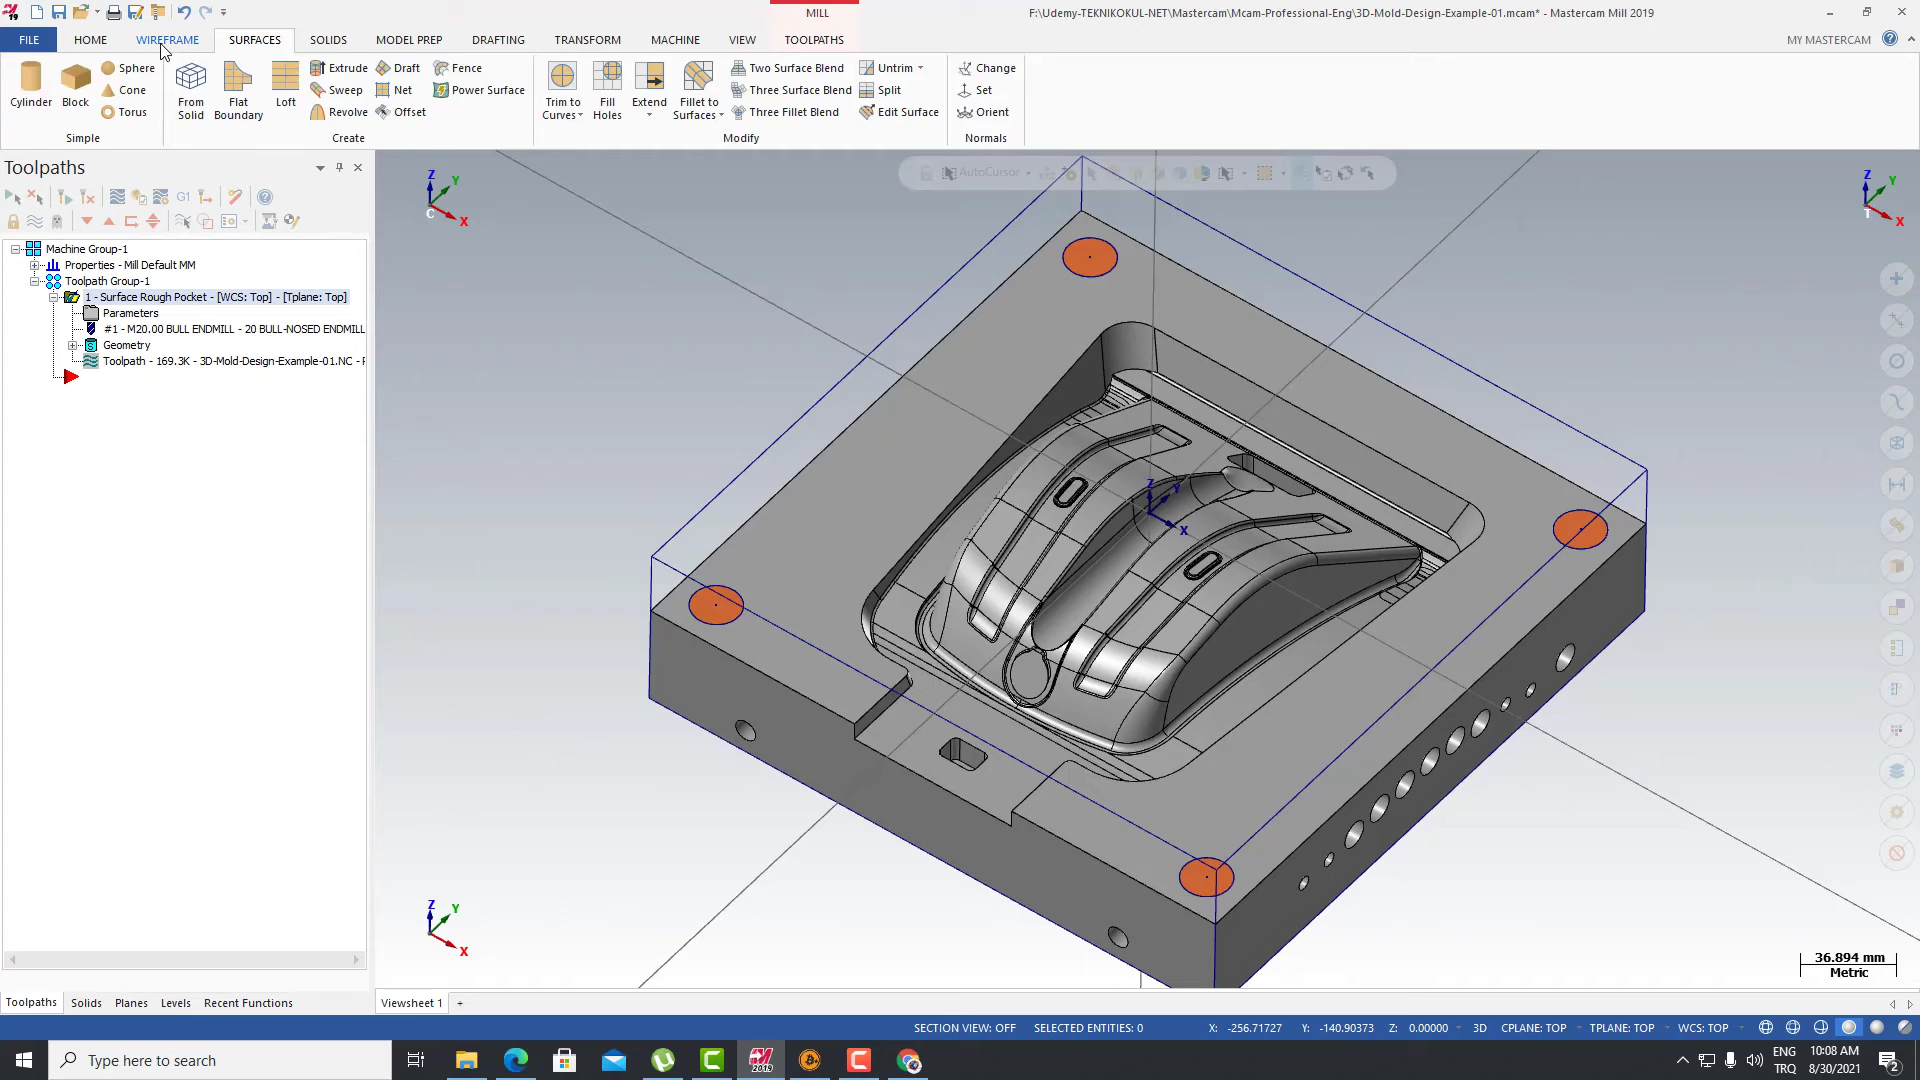 MILL
F:\Udemy-TEKNIKOKUL-NET\Mastercam\Mcam-Professional-Eng\3D-Mold-Design-Example-01.mcam* - Mastercam Mill 2019
FILE HOME WIREFRAME SURFACES SOLIDS MODEL PREP DRAFTING TRANSFORM MACHINE VIEW TOOLPATHS MY MASTERCAM
Sphere Extrude Draft Fence Two Surface Blend Untrim Change
Cone Sweep Net Power Surface Three Surface Blend Split Set
Cylinder Block From Solid Flat Boundary Loft Trim to Curves Fill Holes Extend Fillet to Surfaces
Torus Revolve Offset Three Fillet Blend Edit Surface Orient
Simple Create Modify Normals
Toolpaths
AutoCursor
G1
Machine Group-1
Properties - Mill Default MM
Toolpath Group-1
1 - Surface Rough Pocket - [WCS: Top] - [Tplane: Top]
Parameters
#1 - M20.00 BULL ENDMILL - 20 BULL-NOSED ENDMILL
Geometry
Toolpath - 169.3K - 3D-Mold-Design-Example-01.NC - P
Z Y X C
Z Y X T
Z Y X
Z Y X
36.894 mm
Metric
Toolpaths Solids Planes Levels Recent Functions Viewsheet 1 +
SECTION VIEW: OFF SELECTED ENTITIES: 0 X: -256.71727 Y: -140.90373 Z: 0.00000 3D CPLANE: TOP TPLANE: TOP WCS: TOP
Type here to search
2019
ENG 10:08 AM
TRQ 8/30/2021
2